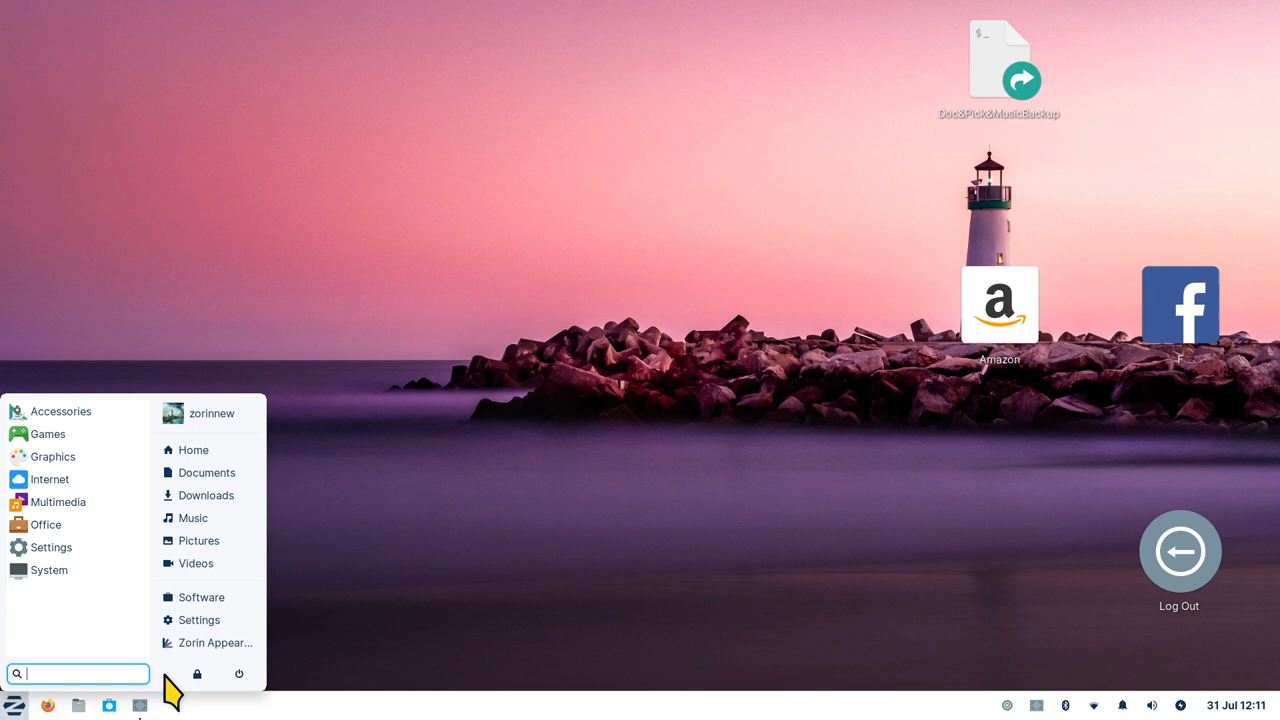 $_
Doc&Pick&MusicBackup
a
Amazon
f
F...
Log Out
Accessories
Games
Graphics
Internet
Multimedia
Office
Settings
System
zorinnew
Home
Documents
Downloads
Music
Pictures
Videos
Software
Settings
Zorin Appear...
31 Jul 12:11